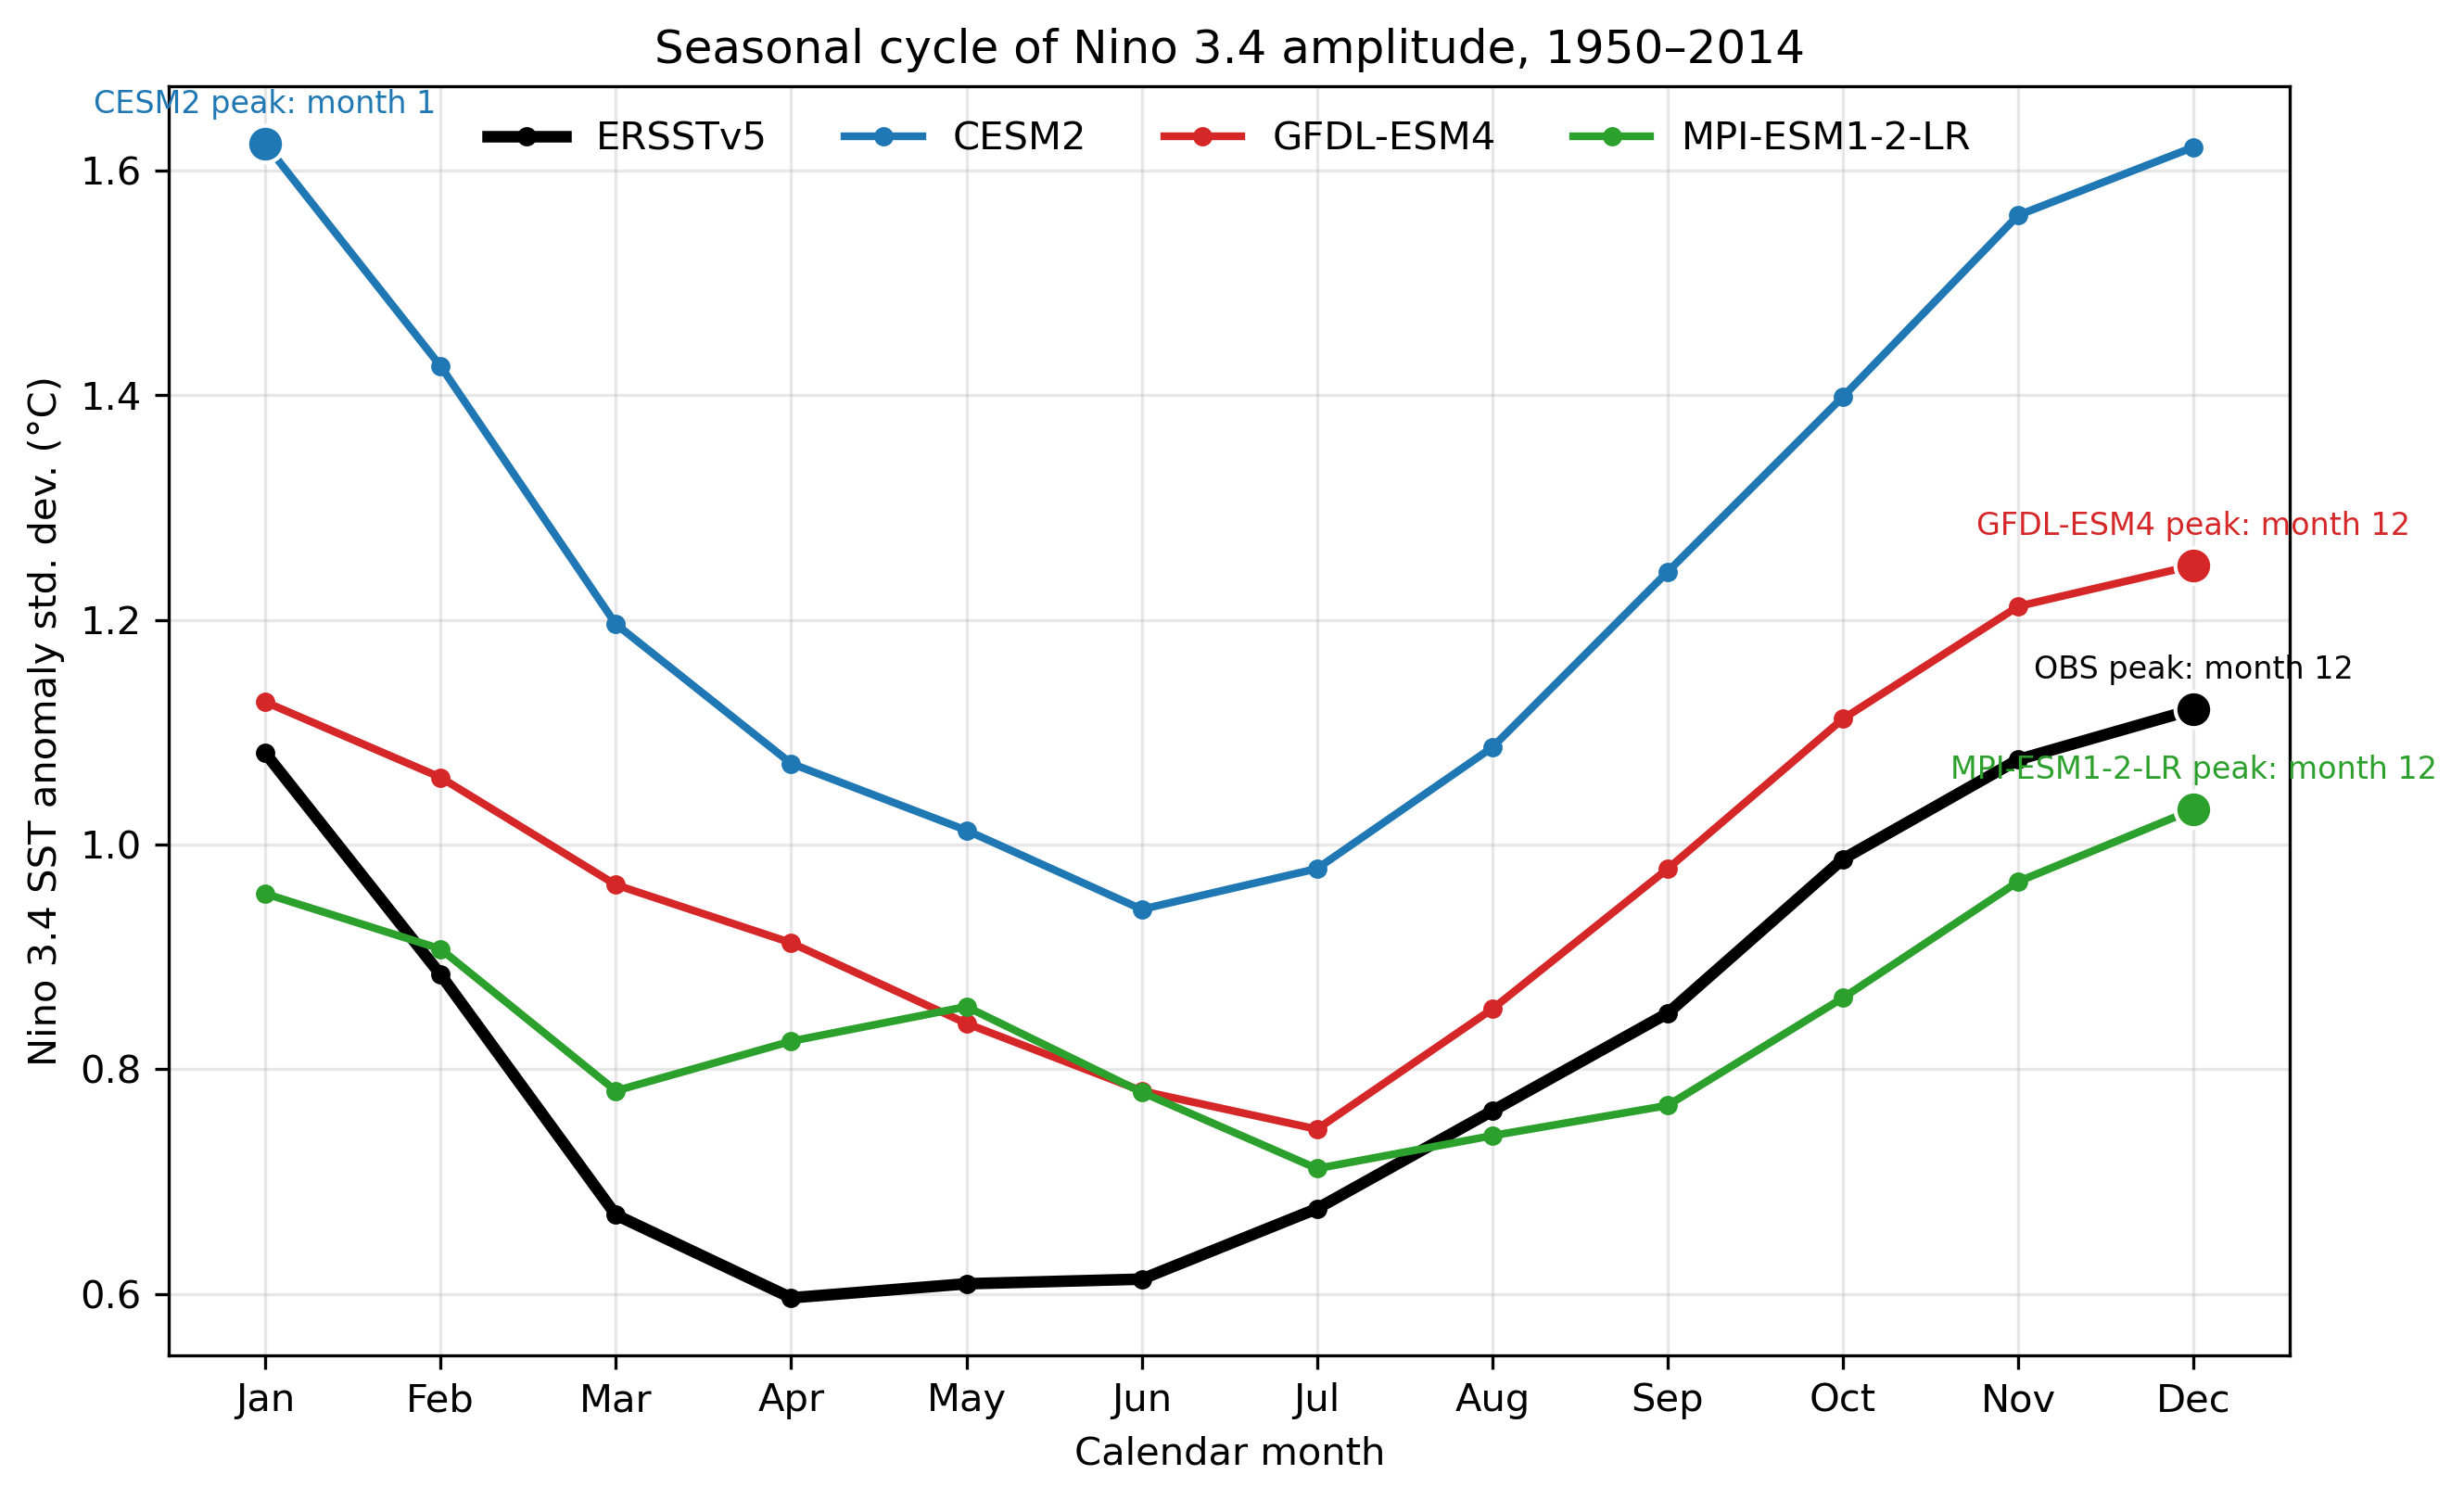 Seasonal cycle of Nino 3.4 amplitude, 1950–2014
CESM2 peak: month 1
ERSSTv5 CESM2 GFDL-ESM4 MPI-ESM1-2-LR
1.6
1.4
1.2
1.0
0.8
0.6
Nino 3.4 SST anomaly std. dev. (°C)
GFDL-ESM4 peak: month 12
OBS peak: month 12
MPI-ESM1-2-LR peak: month 12
Jan Feb Mar Apr May Jun Jul Aug Sep Oct Nov Dec
Calendar month